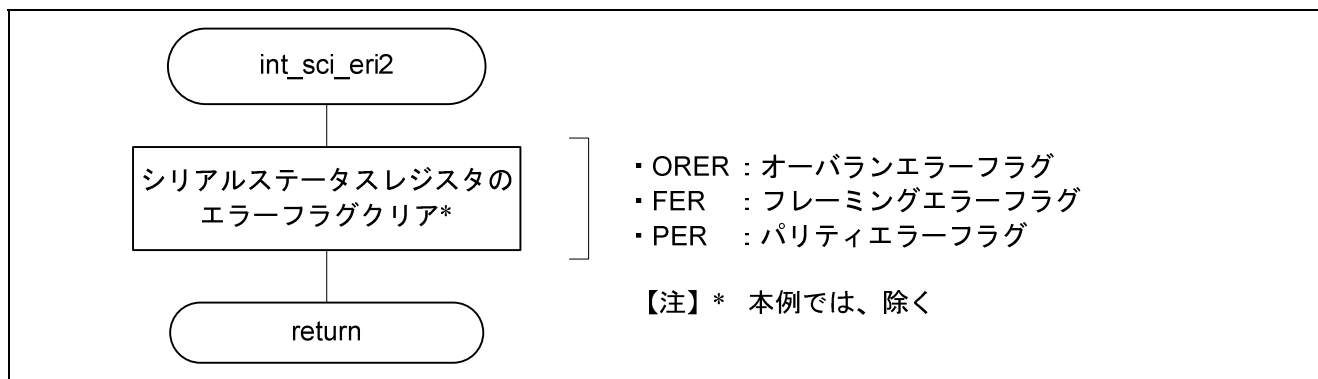 int_sci_eri2
シリアルステータスレジスタの
エラーフラグクリア*
・ORER ：オーバランエラーフラグ
・FER ：フレーミングエラーフラグ
・PER ：パリティエラーフラグ
【注】* 本例では、除く
return